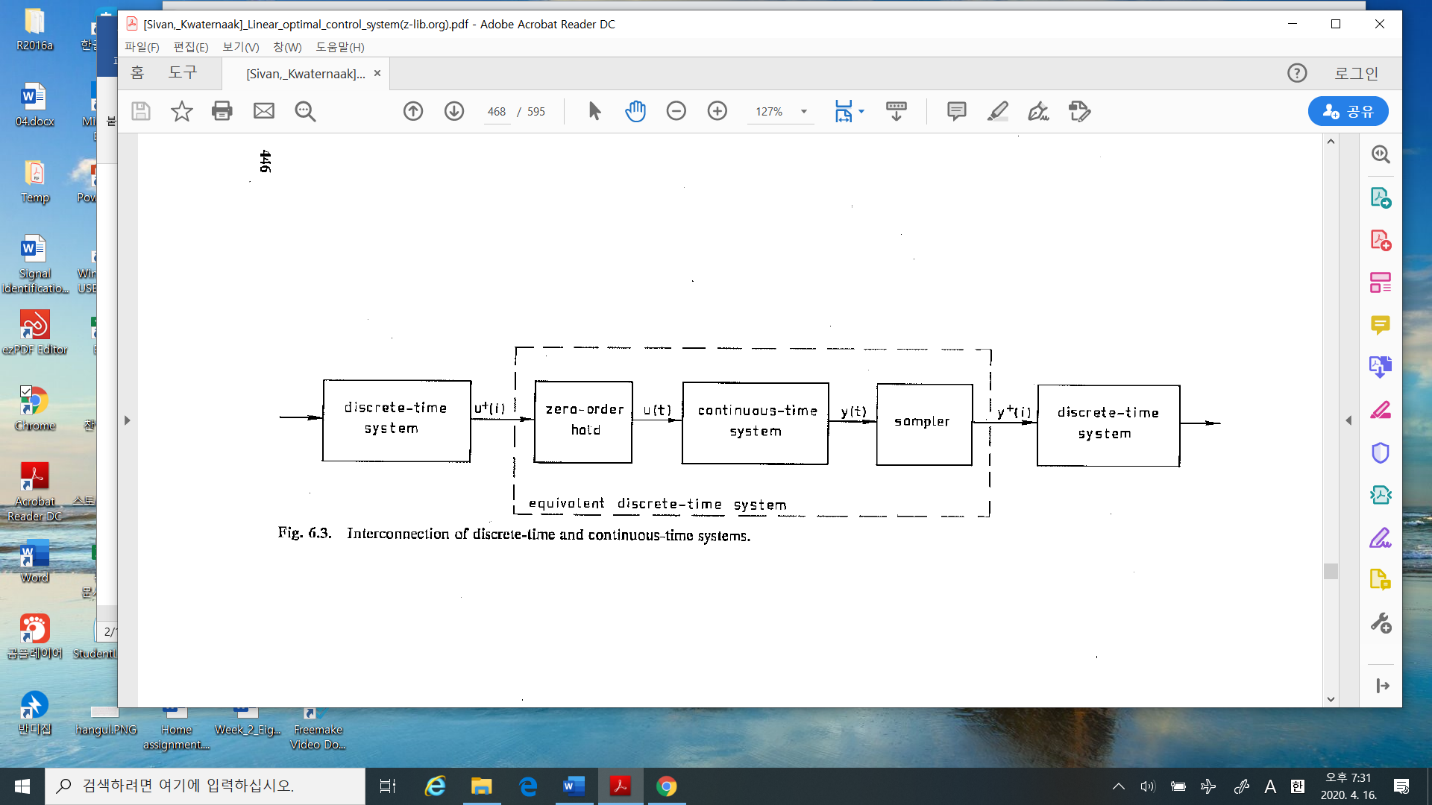 [Sivan,_Kwaternaak]_Linear_optimal_control_system(z-lib.org).pdf - Adobe Acrobat Reader DC
파일(F) 편집(E) 보기(V) 창(W) 도움말(H)
홈 도구 [Sivan,_Kwaternaak]... × 로그인
468 / 595 127% 공유
446
discrete-time
system
u⁺(i)
zero-order
hold
u(t)
continuous-time
system
y(t)
sampler
y⁺(i)
discrete-time
system
equivalent discrete-time system
Fig. 6.3. Interconnection of discrete-time and continuous-time systems.
R2016a
04.docx
Temp
Signal
identificatio...
ezPDF Editor
Chrome
Acrobat
Reader DC
Word
곰플레이어
반디집
hangul.PNG
Home
assignment...
Week_2_Eig...
Freemake
Video Do...
검색하려면 여기에 입력하십시오.
A 한
오후 7:31
2020. 4. 16.